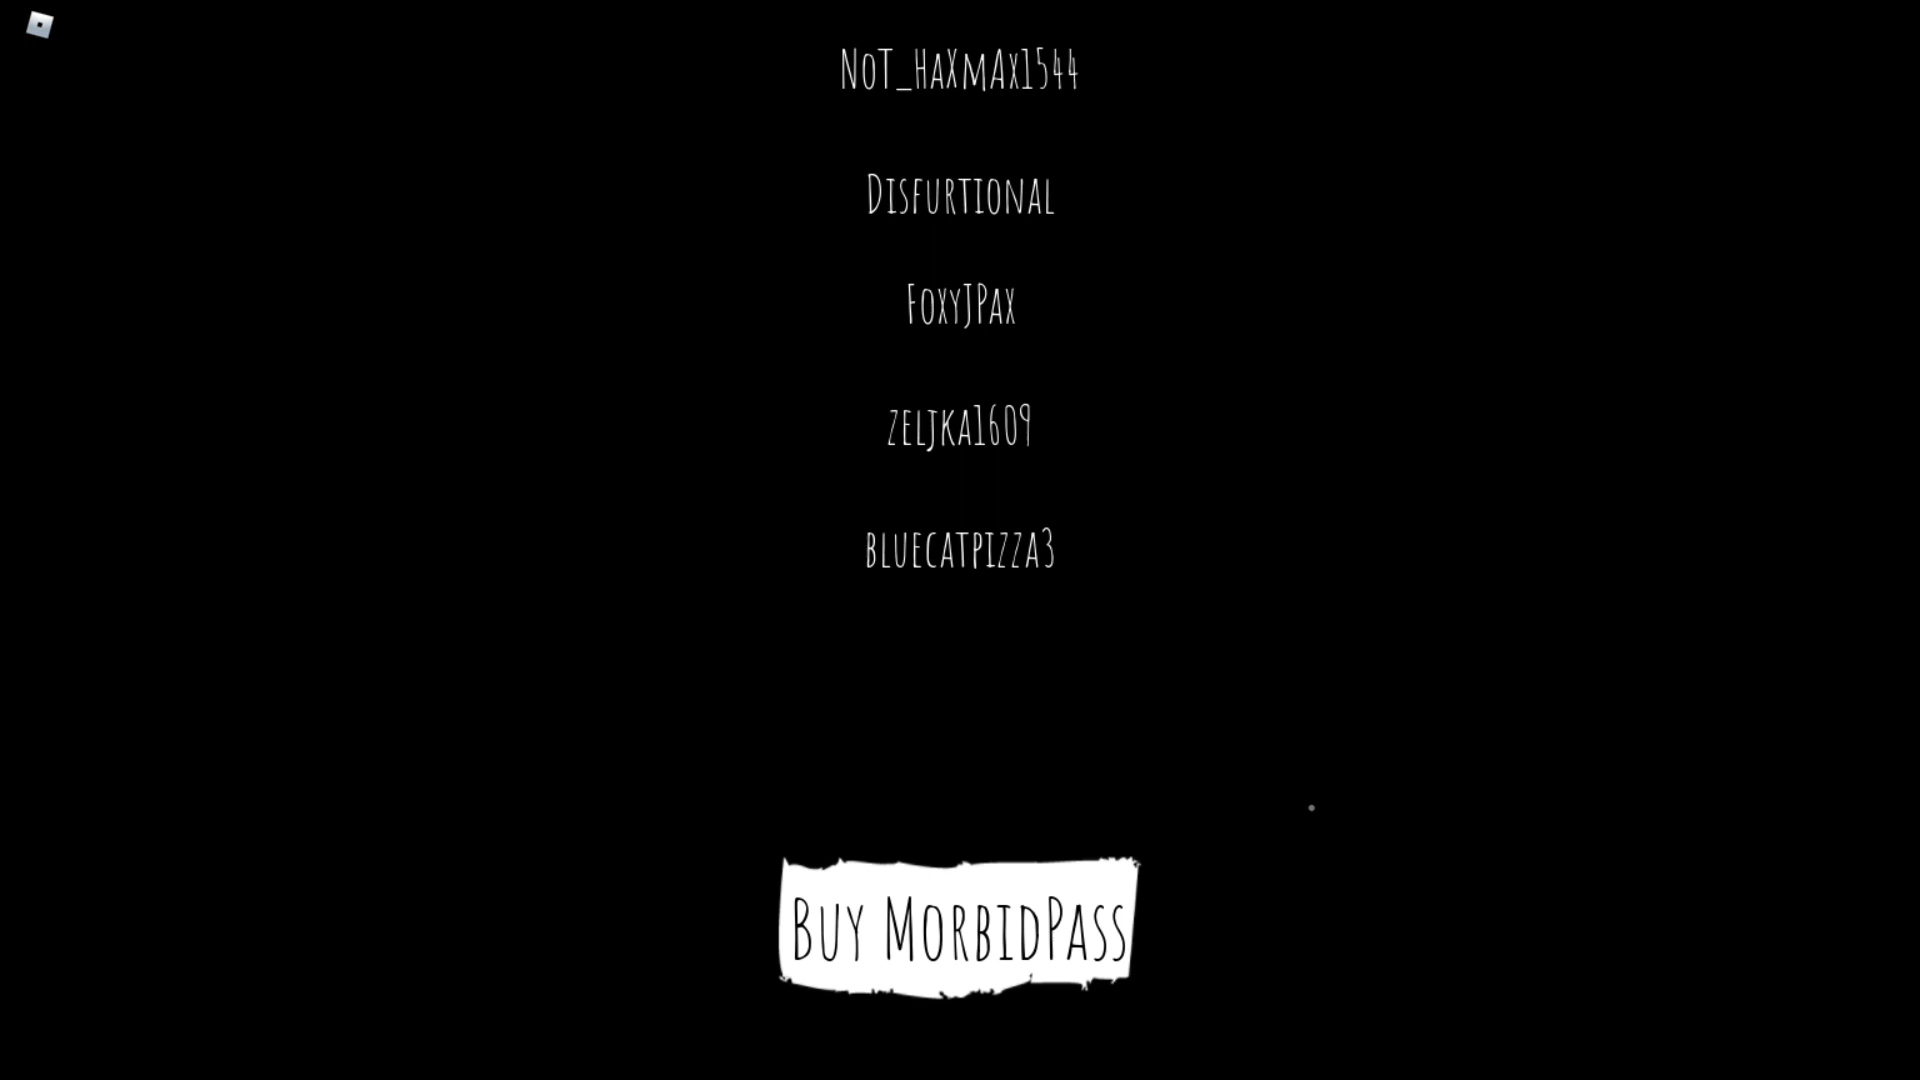 NoT_HaXmAx1544
Disfurtional
FoxyJPax
zeljka1609
bluecatpizza3
Buy MorbidPass